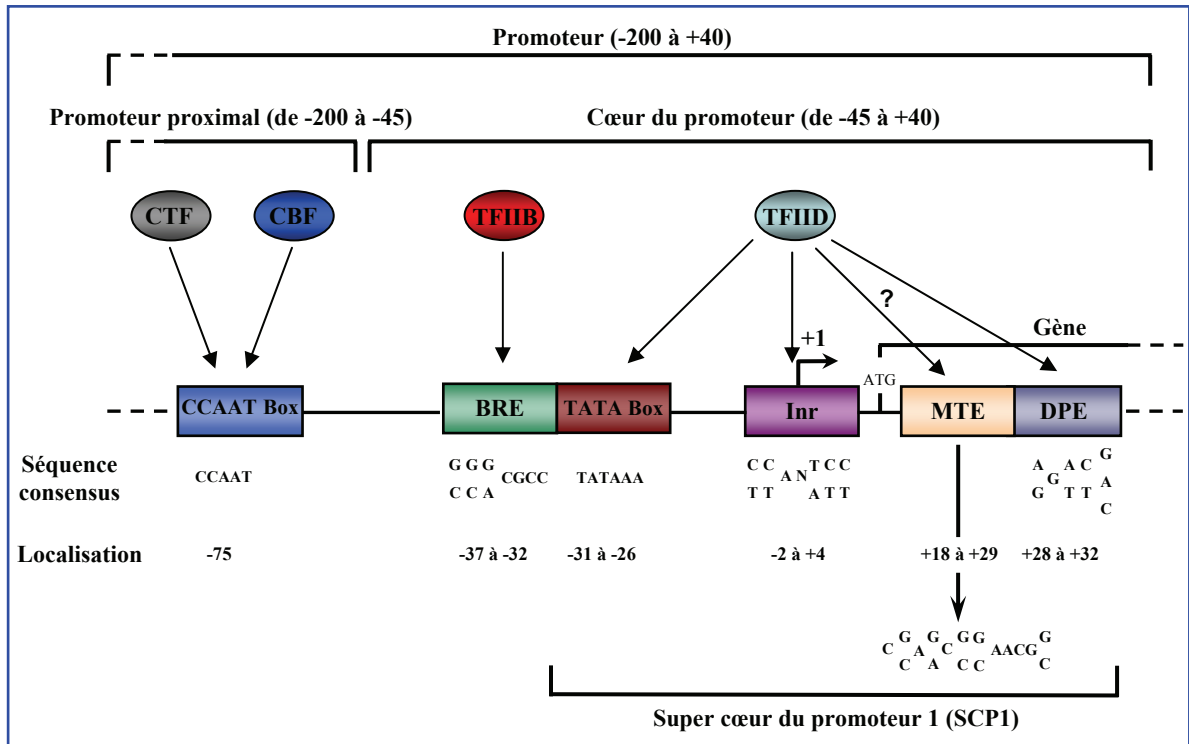 Promoteur (-200 à +40)
Promoteur proximal (de -200 à -45)
Cœur du promoteur (de -45 à +40)
CTF
CBF
TFIIB
TFIID
?
Gène
+1
ATG
CCAAT Box
BRE
TATA Box
Inr
MTE
DPE
Séquence
consensus
CCAAT
G G G
C C A
CGCC
TATAAA
C C T C C
A N
T T A T T
A A C G
G A
G T T C
Localisation
-75
-37 à -32
-31 à -26
-2 à +4
+18 à +29
+28 à +32
G G G G G
C A C AACG
C A C C C
Super cœur du promoteur 1 (SCP1)